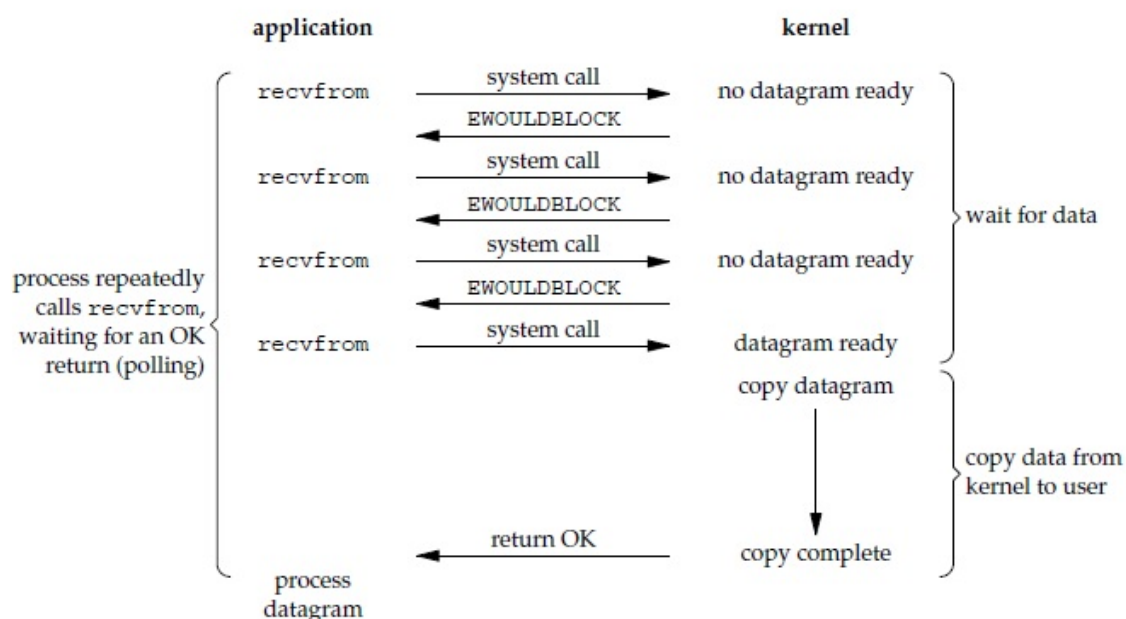 application kernel
system call
recvfrom no datagram ready
EWOULDBLOCK
system call
recvfrom no datagram ready
EWOULDBLOCK
wait for data
system call
recvfrom no datagram ready
process repeatedly
calls recvfrom,
waiting for an OK
return (polling)
EWOULDBLOCK
system call
recvfrom datagram ready
copy datagram
copy data from
kernel to user
return OK
copy complete
process
datagram